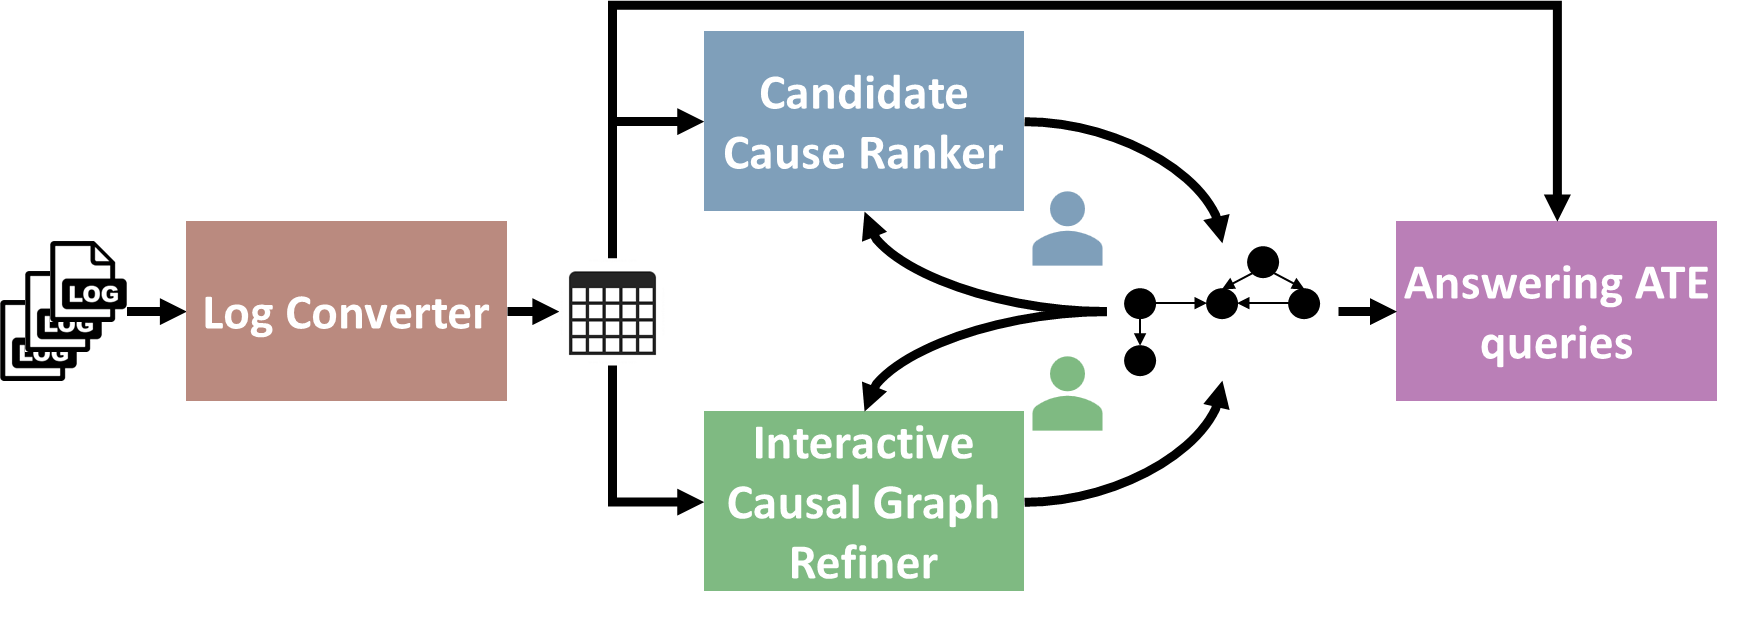 LOG
LOG
LOG
Log Converter
Candidate
Cause Ranker
Interactive
Causal Graph
Refiner
Answering ATE
queries